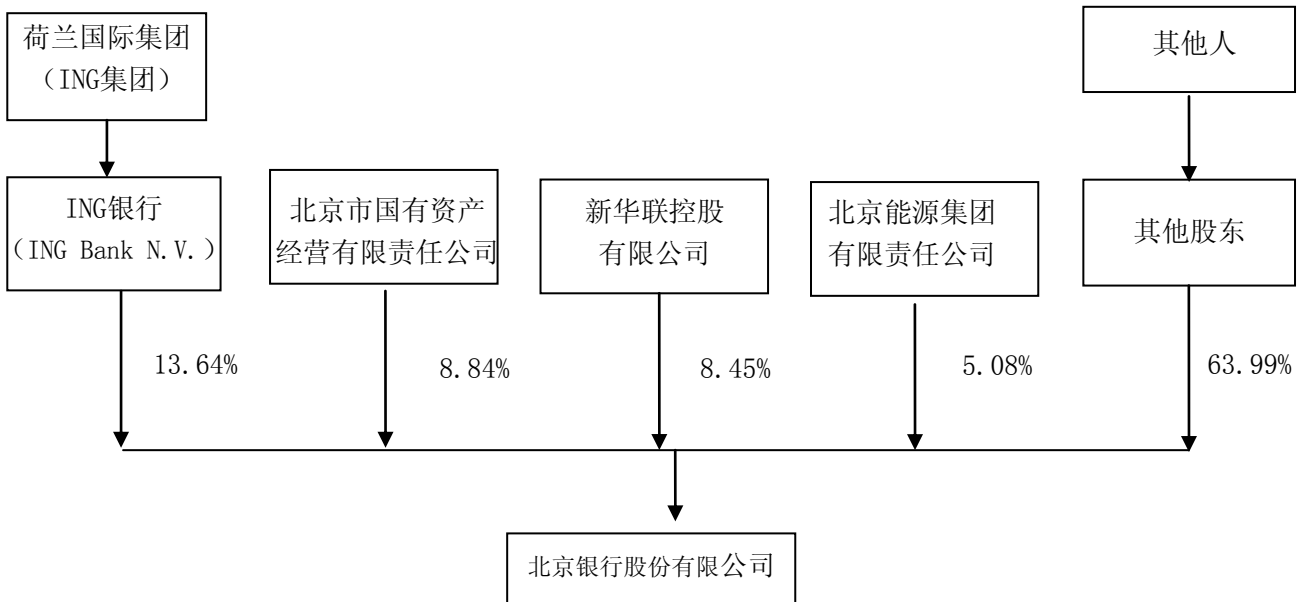 荷兰国际集团
（ING集团）
其他人
ING银行
（ING Bank N.V.）
北京市国有资产
经营有限责任公司
新华联控股
有限公司
北京能源集团
有限责任公司
其他股东
13.64%
8.84%
8.45%
5.08%
63.99%
北京银行股份有限公司